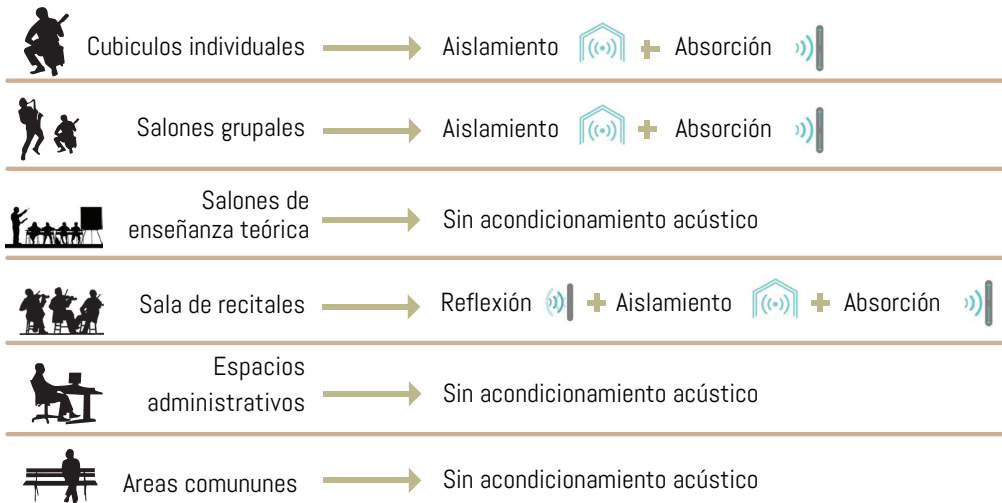 Cubiculos individuales Aislamiento + Absorción
Salones grupales Aislamiento + Absorción
Salones de
enseñanza teórica Sin acondicionamiento acústico
Sala de recitales Reflexión + Aislamiento + Absorción
Espacios
administrativos Sin acondicionamiento acústico
Areas comununes Sin acondicionamiento acústico